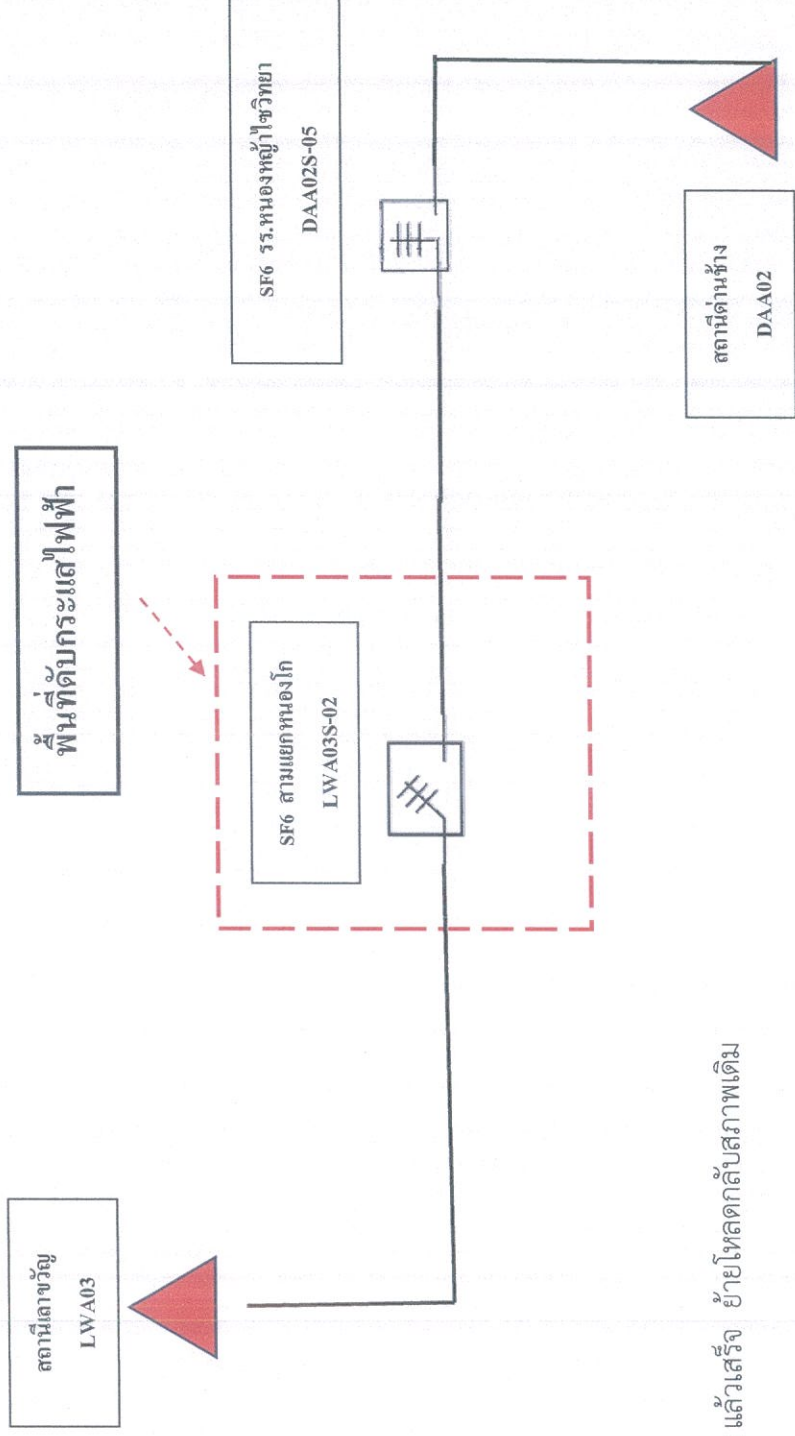 สถานีเลาขวัญ
LWA03
พื้นที่ดับกระแสไฟฟ้า
SF6 สามแยกหนองโก
LWA03S-02
SF6 รร.หนองหญ้าไซวิทยา
DAA02S-05
สถานีด่านช้าง
DAA02
แล้วเสร็จ ย้ายโหลดกลับสภาพเดิม